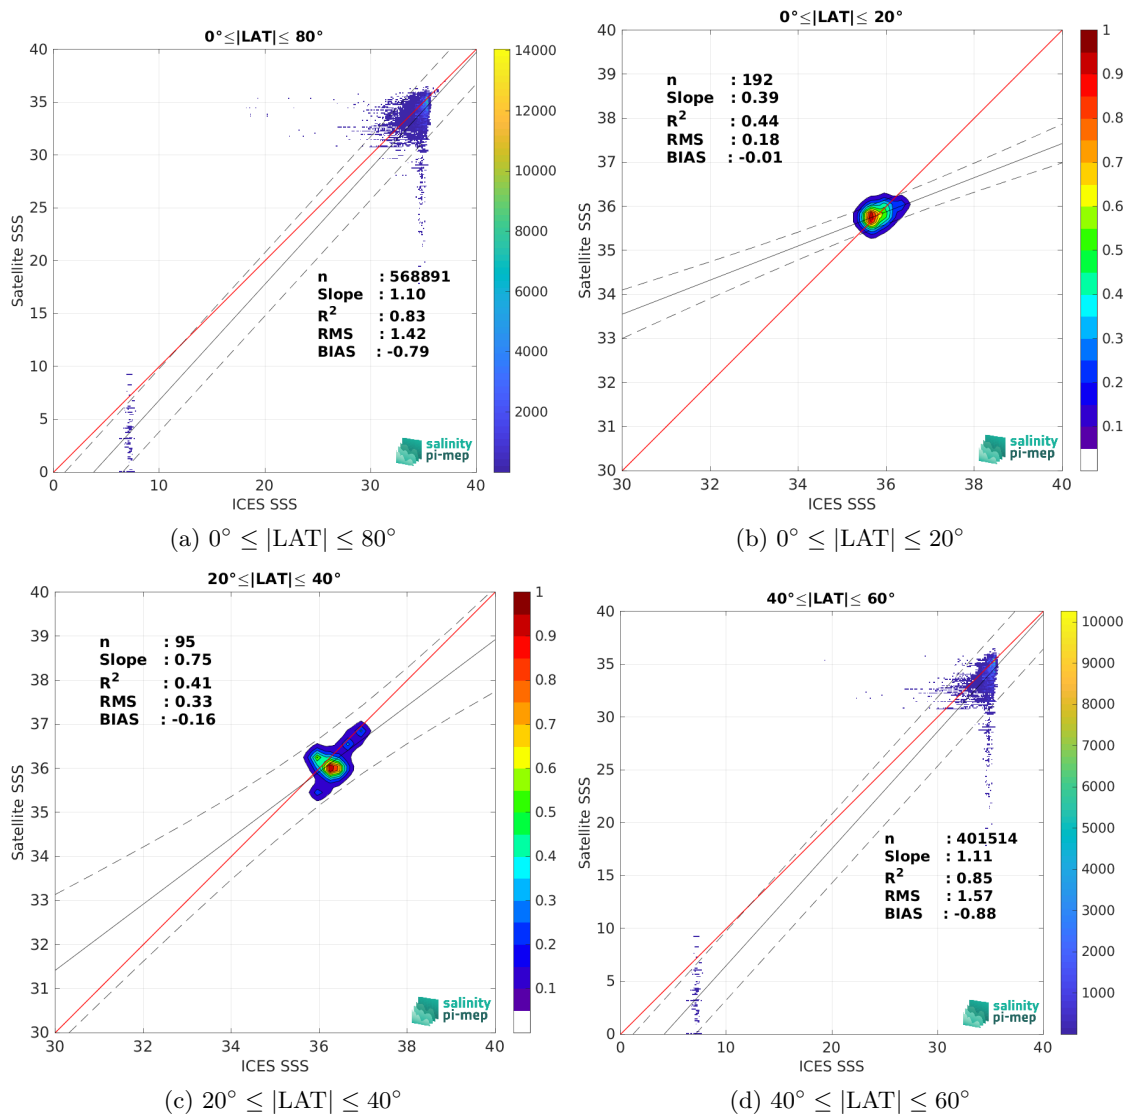 0°≤|LAT|≤ 80°
40
35
30
25
20
15
10
5
0
0
10
20
30
40
Satellite SSS
ICES SSS
n : 568891
Slope : 1.10
R² : 0.83
RMS : 1.42
BIAS : -0.79
salinity
pi-mep
14000
12000
10000
8000
6000
4000
2000
(a) 0° ≤ |LAT| ≤ 80°
0°≤|LAT|≤ 20°
40
39
38
37
36
35
34
33
32
31
30
30
32
34
36
38
40
Satellite SSS
ICES SSS
n : 192
Slope : 0.39
R² : 0.44
RMS : 0.18
BIAS : -0.01
salinity
pi-mep
1
0.9
0.8
0.7
0.6
0.5
0.4
0.3
0.2
0.1
(b) 0° ≤ |LAT| ≤ 20°
20°≤|LAT|≤ 40°
40
39
38
37
36
35
34
33
32
31
30
30
32
34
36
38
40
Satellite SSS
ICES SSS
n : 95
Slope : 0.75
R² : 0.41
RMS : 0.33
BIAS : -0.16
salinity
pi-mep
1
0.9
0.8
0.7
0.6
0.5
0.4
0.3
0.2
0.1
(c) 20° ≤ |LAT| ≤ 40°
40°≤|LAT|≤ 60°
40
35
30
25
20
15
10
5
0
0
10
20
30
40
Satellite SSS
ICES SSS
n : 401514
Slope : 1.11
R² : 0.85
RMS : 1.57
BIAS : -0.88
salinity
pi-mep
10000
9000
8000
7000
6000
5000
4000
3000
2000
1000
(d) 40° ≤ |LAT| ≤ 60°